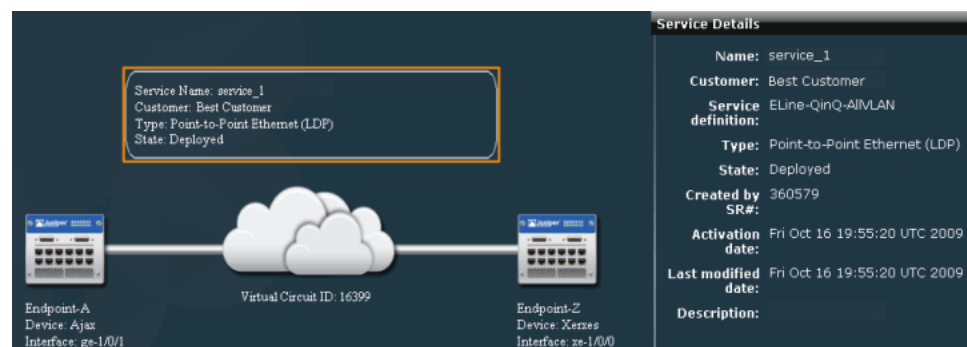 Service Name: service_1
Customer: Best Customer
Type: Point-to-Point Ethernet (LDP)
State: Deployed
Juniper
Juniper
Virtual Circuit ID: 16399
Endpoint-A
Device: Ajax
Interface: ge-1/0/1
Endpoint-Z
Device: Xerxes
Interface: xe-1/0/0
Service Details
Name: service_1
Customer: Best Customer
Service definition: ELine-QinQ-AllVLAN
Type: Point-to-Point Ethernet (LDP)
State: Deployed
Created by SR#: 360579
Activation date: Fri Oct 16 19:55:20 UTC 2009
Last modified date: Fri Oct 16 19:55:20 UTC 2009
Description: